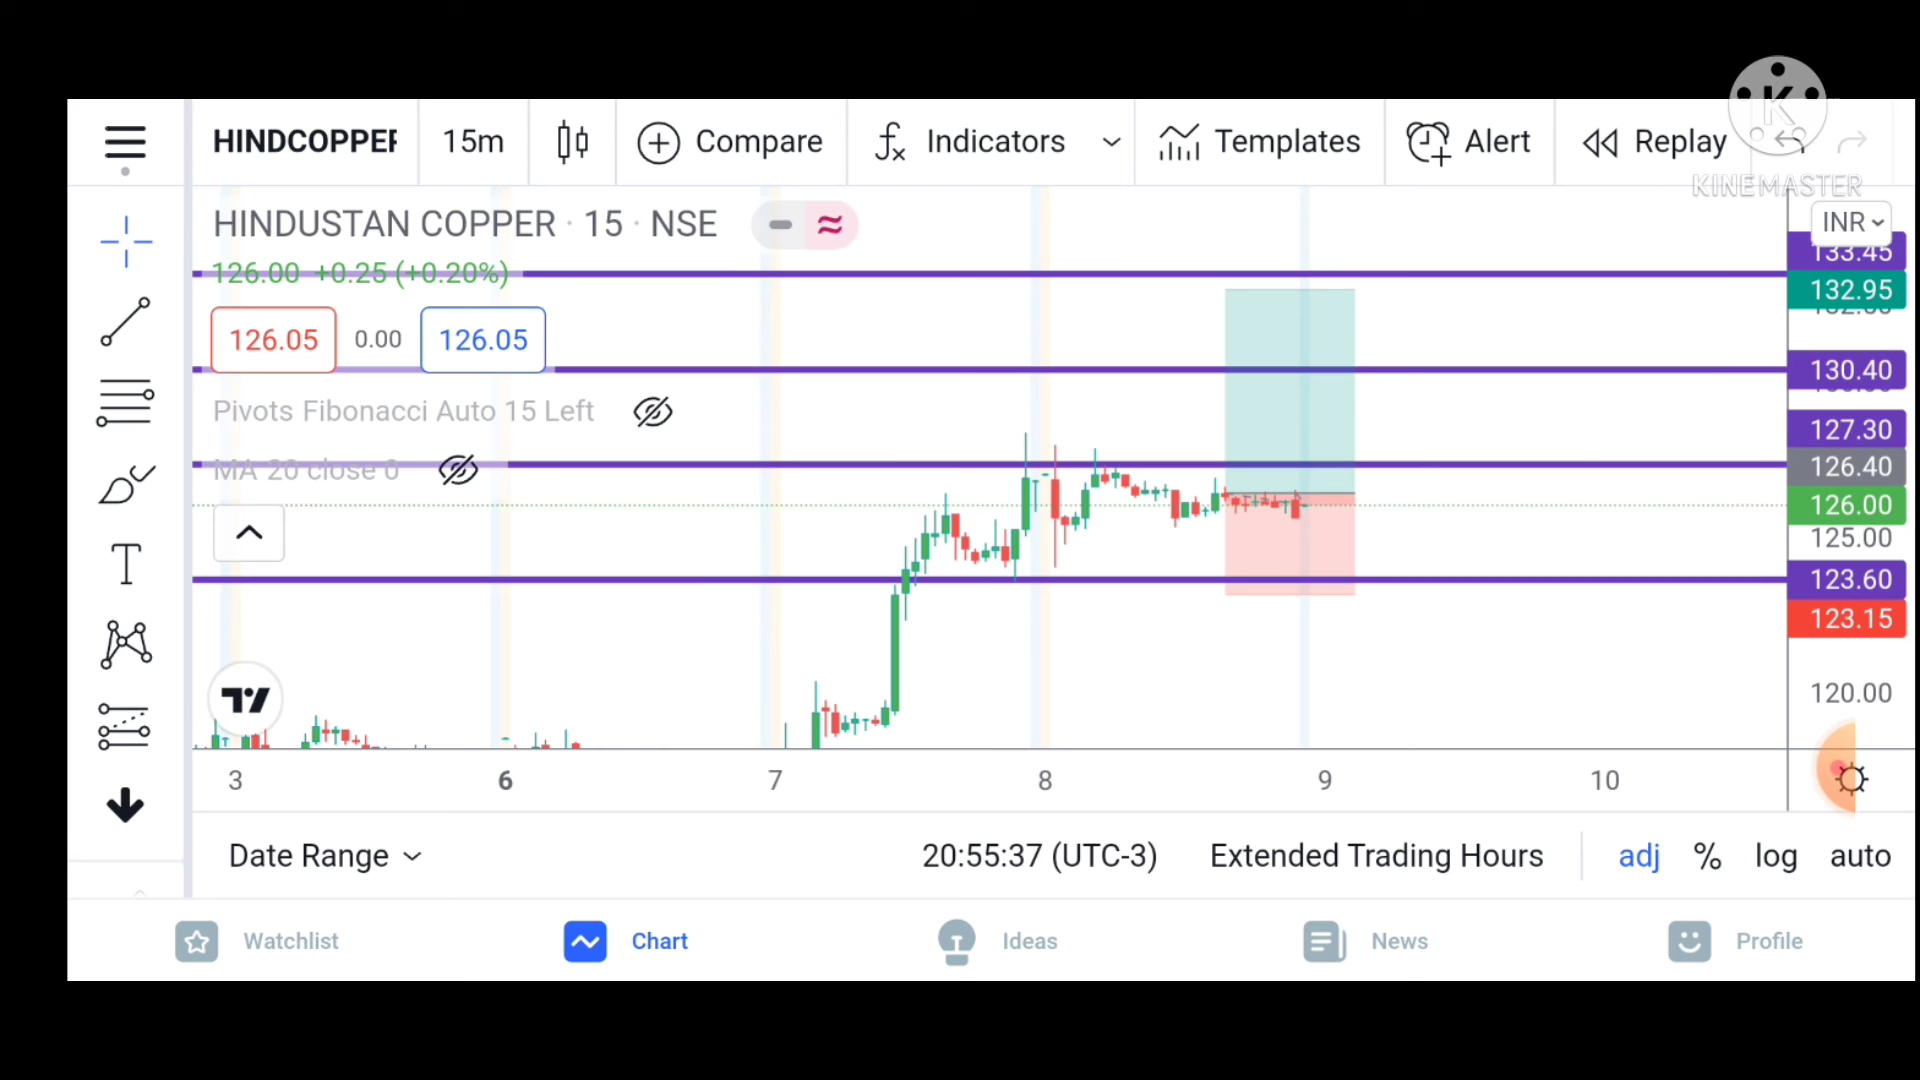 HINDCOPPER 15m Compare Indicators Templates Alert Replay
K
KINEMASTER
HINDUSTAN COPPER · 15 · NSE
INR
133.45
126.00 +0.25 (+0.20%)
132.95
126.05 0.00 126.05
130.40
Pivots Fibonacci Auto 15 Left
127.30
MA 20 close 0
126.40
126.00
125.00
123.60
123.15
120.00
3 6 7 8 9 10
Date Range 20:55:37 (UTC-3) Extended Trading Hours adj % log auto
Watchlist Chart Ideas News Profile